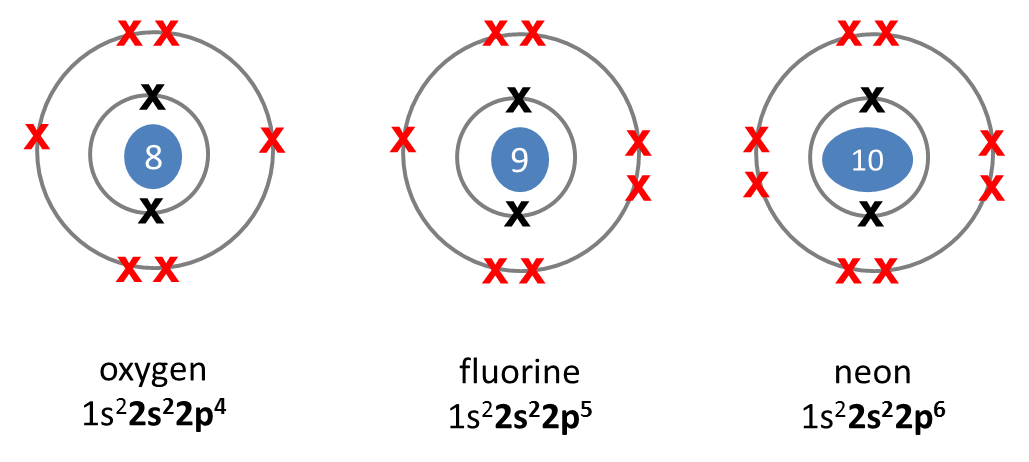 8 9 10
oxygen fluorine neon
1s²2s²2p⁴ 1s²2s²2p⁵ 1s²2s²2p⁶